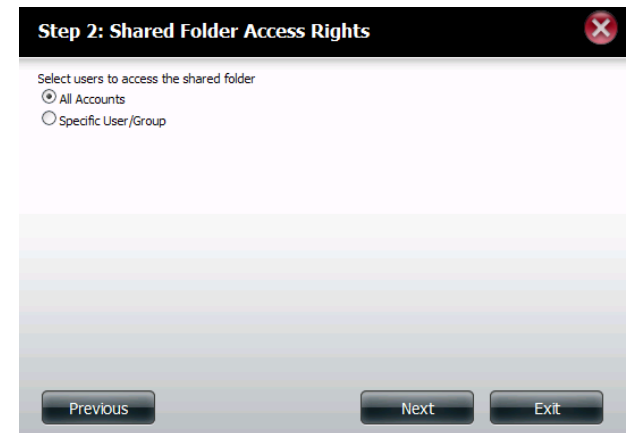 Step 2: Shared Folder Access Rights
Select users to access the shared folder
All Accounts
Specific User/Group
Previous
Next
Exit